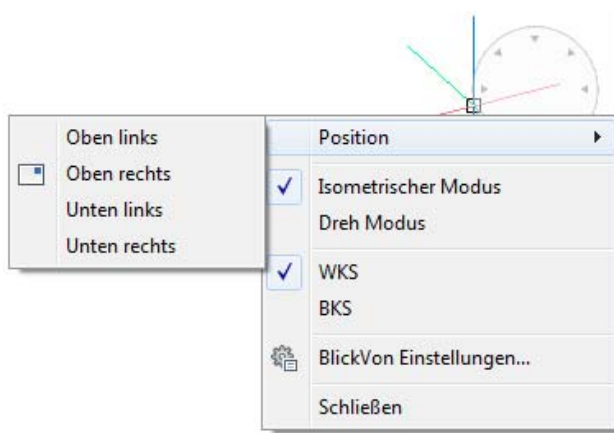 Oben links
Oben rechts
Unten links
Unten rechts
Position
Isometrischer Modus
Dreh Modus
WKS
BKS
BlickVon Einstellungen...
Schließen